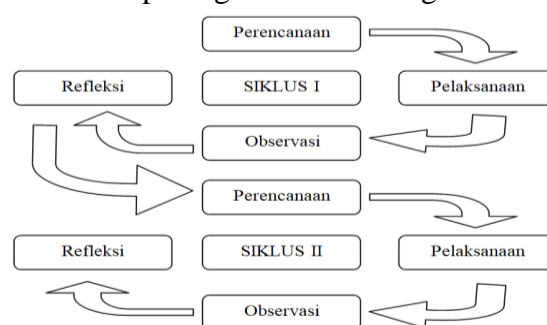 Perencanaan
Refleksi
SIKLUS I
Pelaksanaan
Observasi
Perencanaan
Refleksi
SIKLUS II
Pelaksanaan
Observasi